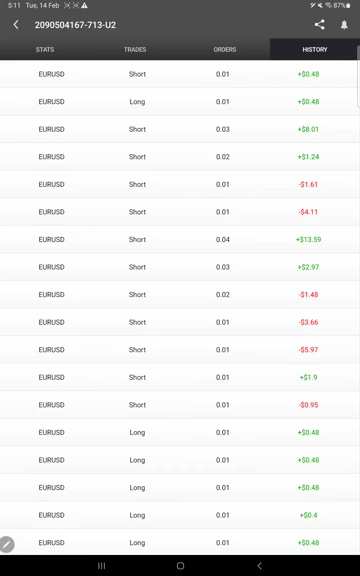 5:11 Tue, 14 Feb 87%
2090504167-713-U2
STATS TRADES ORDERS HISTORY
EURUSD Short 0.01 +$0.48
EURUSD Long 0.01 +$0.48
EURUSD Short 0.03 +$8.01
EURUSD Short 0.02 +$1.24
EURUSD Short 0.01 -$1.61
EURUSD Short 0.01 -$4.11
EURUSD Short 0.04 +$13.59
EURUSD Short 0.03 +$2.97
EURUSD Short 0.02 -$1.48
EURUSD Short 0.01 -$3.66
EURUSD Short 0.01 -$5.97
EURUSD Short 0.01 +$1.9
EURUSD Short 0.01 -$0.95
EURUSD Long 0.01 +$0.48
EURUSD Long 0.01 +$0.48
EURUSD Long 0.01 +$0.48
EURUSD Long 0.01 +$0.4
EURUSD Long 0.01 +$0.48